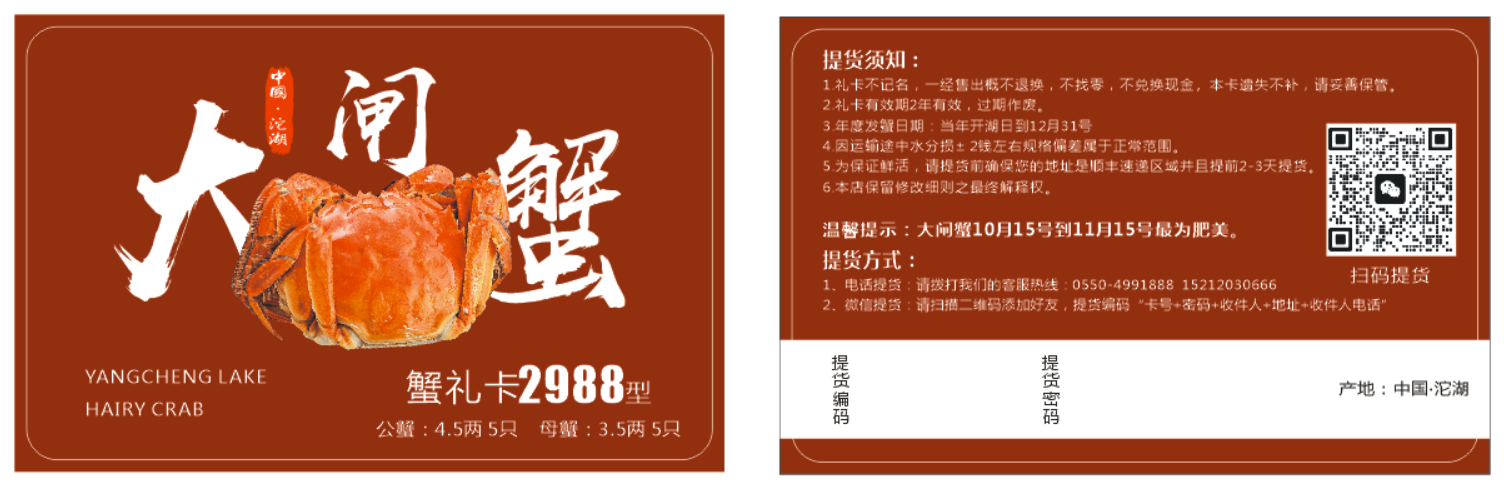 中國·沱湖
大闸蟹
YANGCHENG LAKE
HAIRY CRAB
蟹礼卡2988型
公蟹：4.5两 5只 母蟹：3.5两 5只
提货须知：
1.礼卡不记名，一经售出概不退换，不找零，不兑换现金，本卡遗失不补，请妥善保管。
2.礼卡有效期2年有效，过期作废。
3.年度发蟹日期：当年开湖日到12月31号
4.因运输途中水分损±2钱左右规格偏差属于正常范围。
5.为保证鲜活，请提货前确保您的地址是顺丰速递区域并且提前2-3天提货。
6.本店保留修改细则之最终解释权。
温馨提示：大闸蟹10月15号到11月15号最为肥美。
提货方式：
1、电话提货：请拨打我们的客服热线：0550-4991888 15212030666
2、微信提货：请扫描二维码添加好友，提货编码“卡号+密码+收件人+地址+收件人电话”
扫码提货
提货编码
提货密码
产地：中国·沱湖